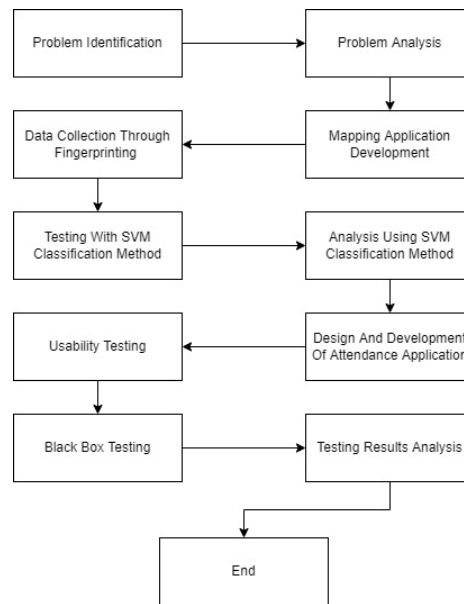 Problem Identification
Problem Analysis
Data Collection Through
Fingerprinting
Mapping Application
Development
Testing With SVM
Classification Method
Analysis Using SVM
Classification Method
Usability Testing
Design And Development
Of Attendance Application
Black Box Testing
Testing Results Analysis
End